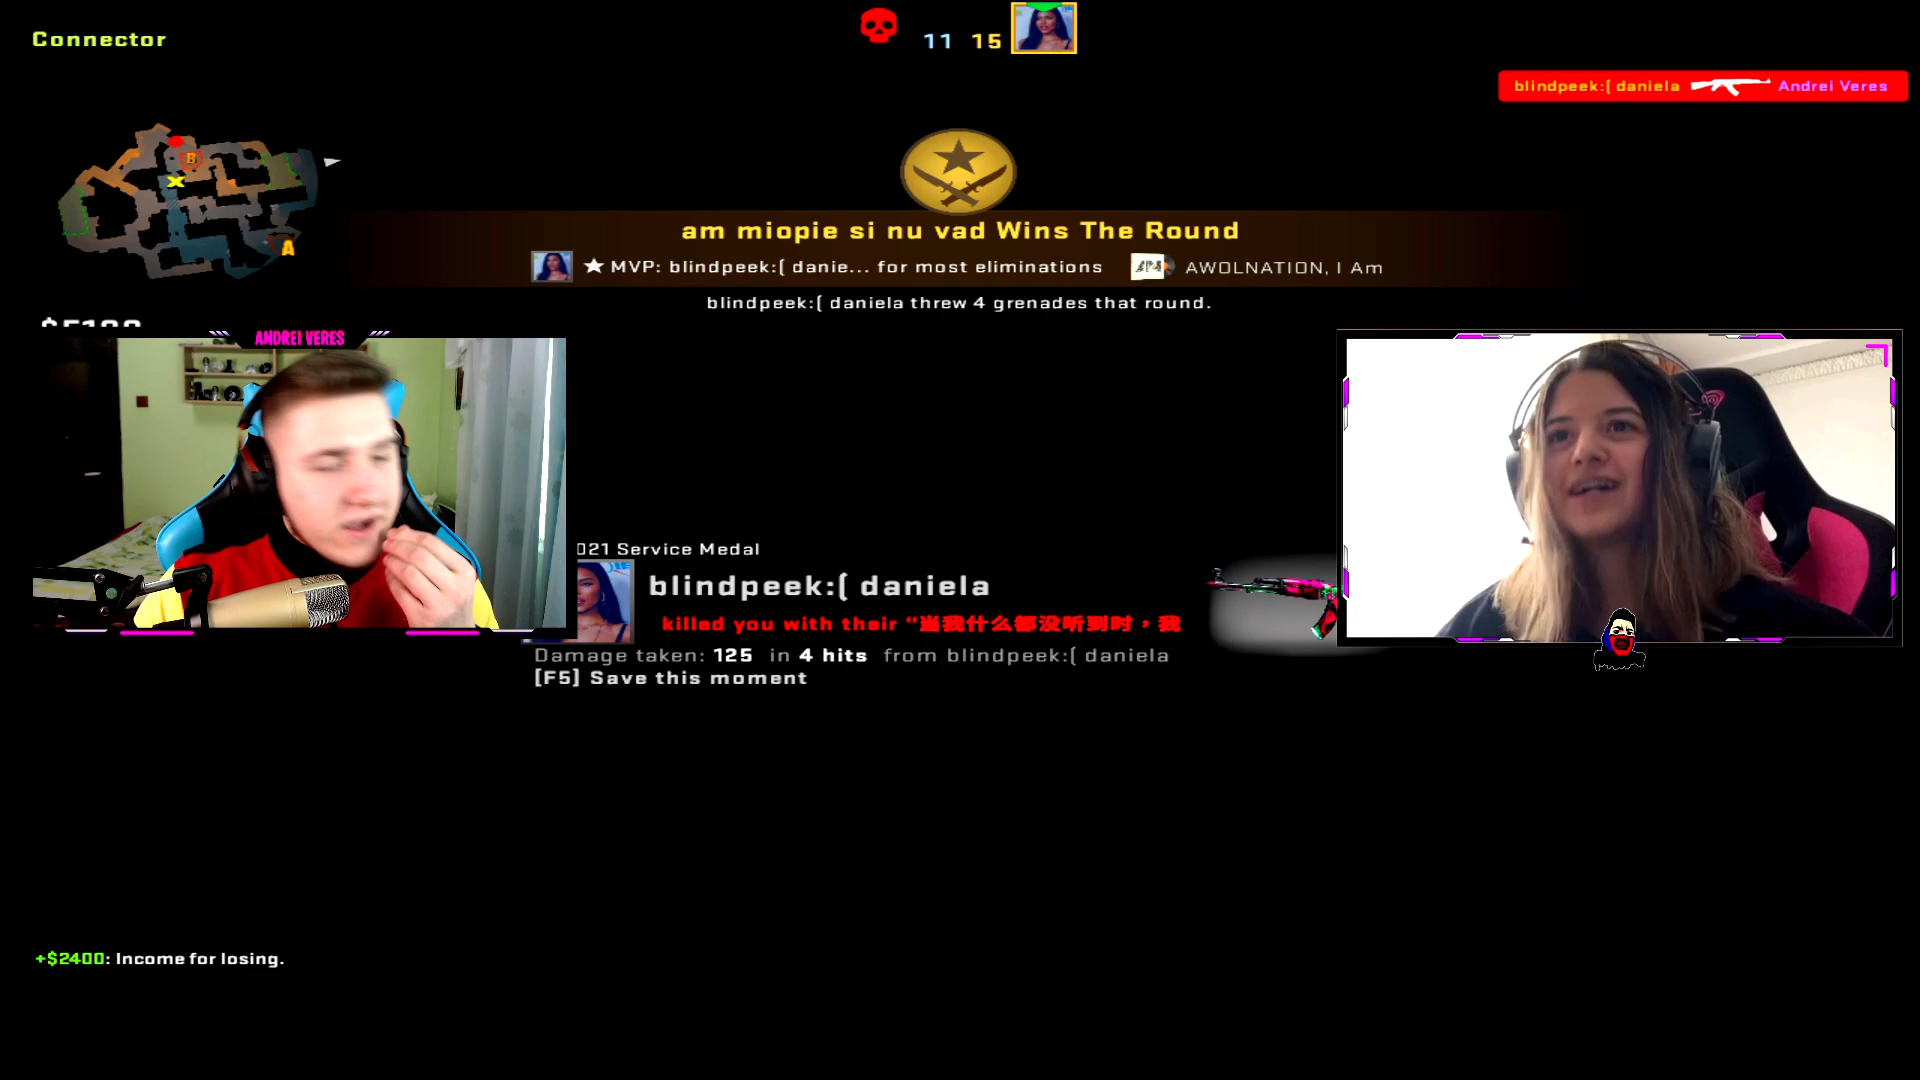 Connector
11 15
blindpeek:[ daniela Andrei Veres
B
A
am miopie si nu vad Wins The Round
★ MVP: blindpeek:[ danie... for most eliminations AWOLNATION, I Am
blindpeek:[ daniela threw 4 grenades that round.
ANDREI VERES
021 Service Medal
blindpeek:[ daniela
killed you with their "当我什么都没听到时，我
Damage taken: 125 in 4 hits from blindpeek:[ daniela
[F5] Save this moment
+$2400: Income for losing.